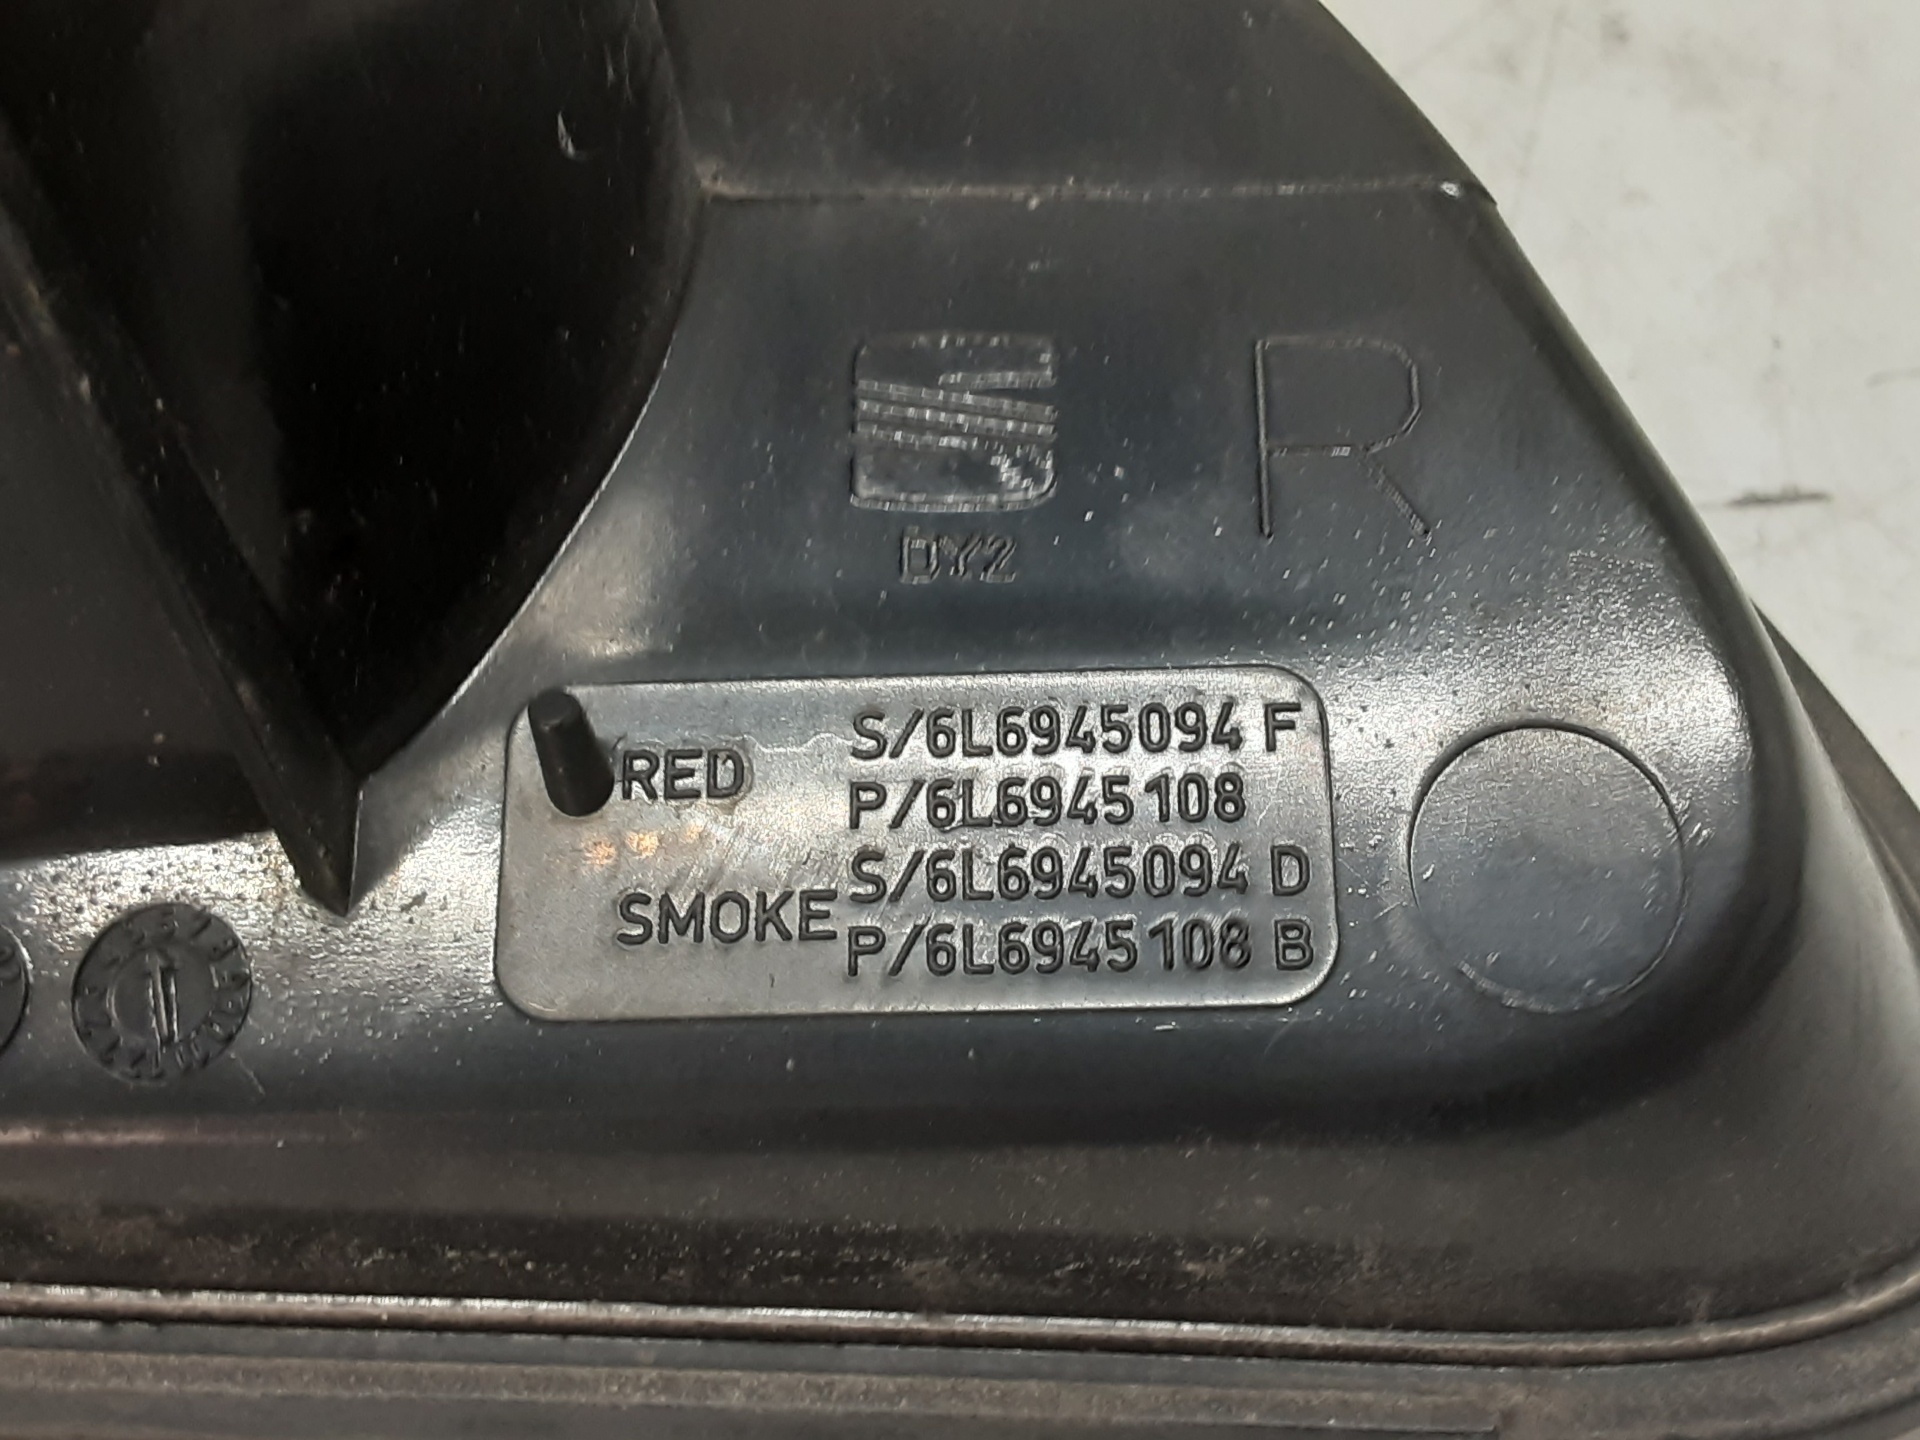 R
DY2
RED S/6L6945094 F
P/6L6945108
SMOKE S/6L6945094 D
P/6L6945108 B